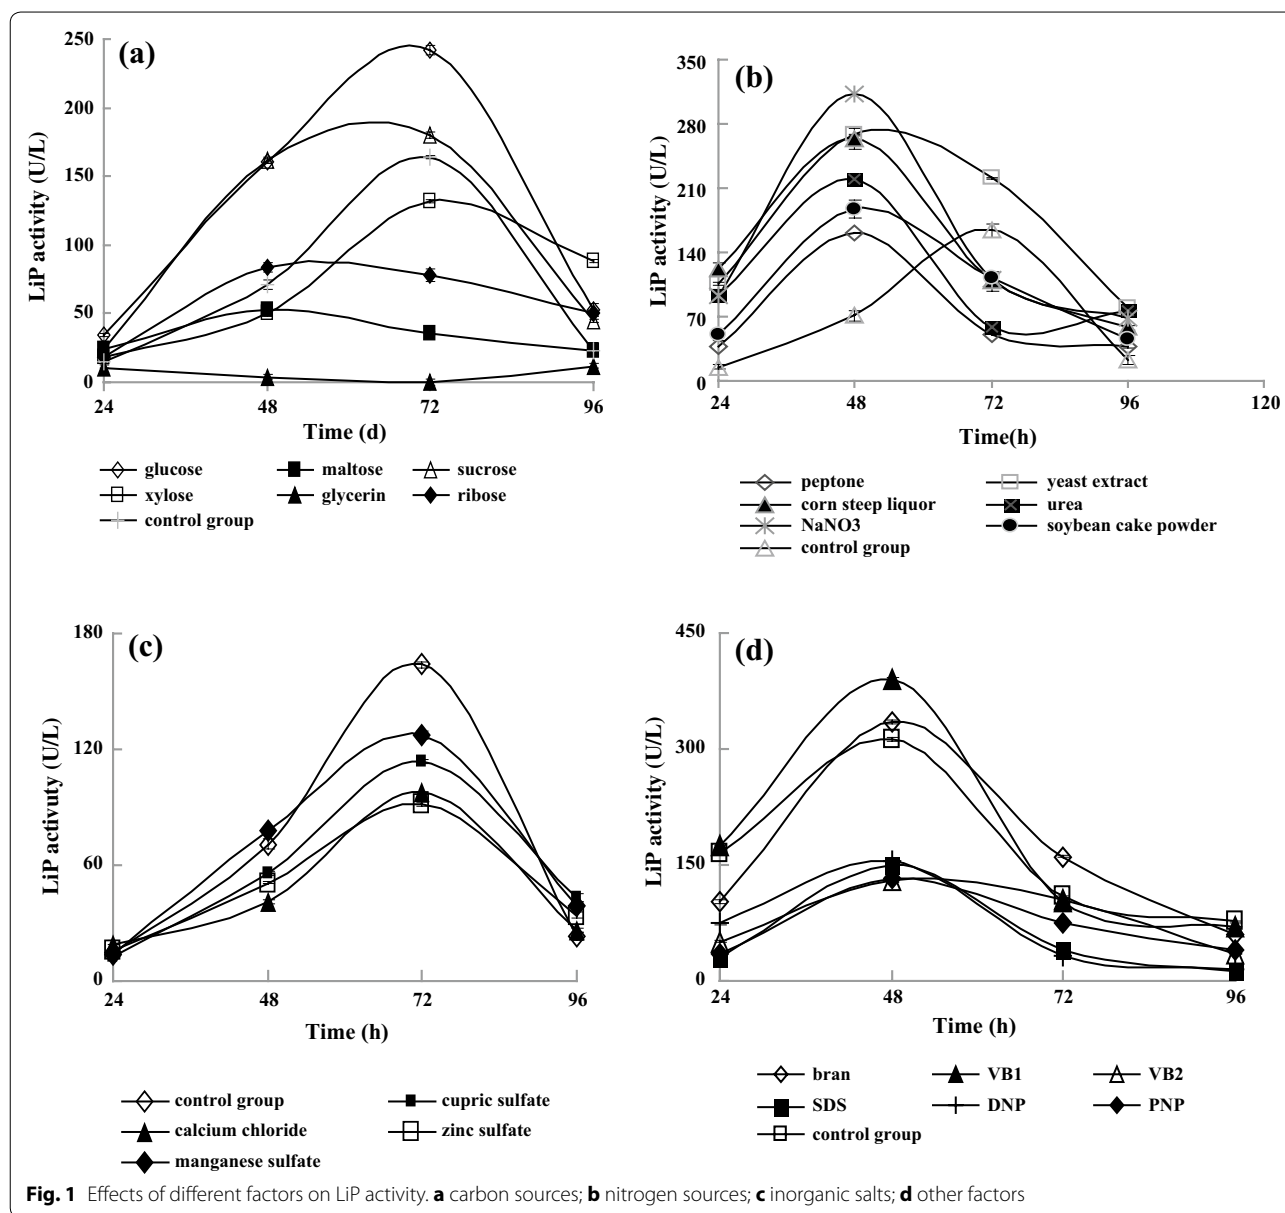 (a)
LiP activity (U/L)
250
200
150
100
50
0
24 48 72 96
Time (d)
glucose maltose sucrose
xylose glycerin ribose
control group
(b)
LiP activity (U/L)
350
280
210
140
70
0
24 48 72 96 120
Time(h)
peptone yeast extract
corn steep liquor urea
NaNO3 soybean cake powder
control group
(c)
LiP activuty (U/L)
180
120
60
0
24 48 72 96
Time (h)
control group cupric sulfate
calcium chloride zinc sulfate
manganese sulfate
(d)
LiP activity (U/L)
450
300
150
0
24 48 72 96
Time (h)
bran VB1 VB2
SDS DNP PNP
control group
Fig. 1 Effects of different factors on LiP activity. a carbon sources; b nitrogen sources; c inorganic salts; d other factors